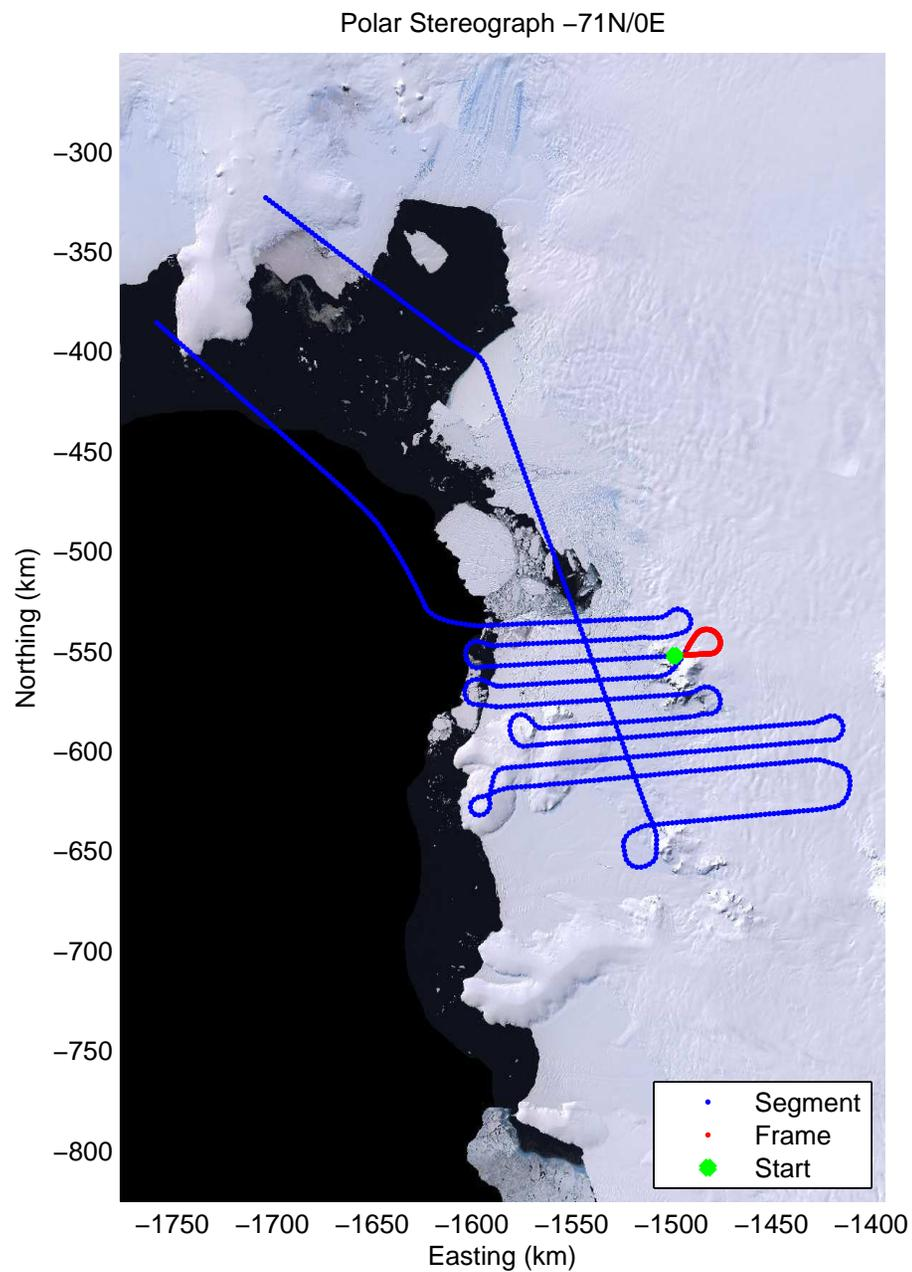 Polar Stereograph −71N/0E
−300
−350
−400
−450
−500
−550
−600
−650
−700
−750
−800
Northing (km)
Segment
Frame
Start
−1750 −1700 −1650 −1600 −1550 −1500 −1450 −1400
Easting (km)